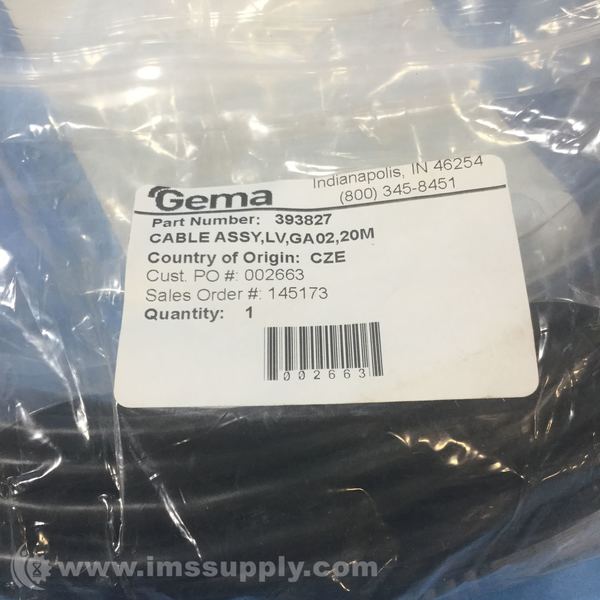 Gema
Indianapolis, IN 46254
(800) 345-8451
Part Number: 393827
CABLE ASSY,LV,GA02,20M
Country of Origin: CZE
Cust. PO #: 002663
Sales Order #: 145173
Quantity: 1
002663
www.imssupply.com